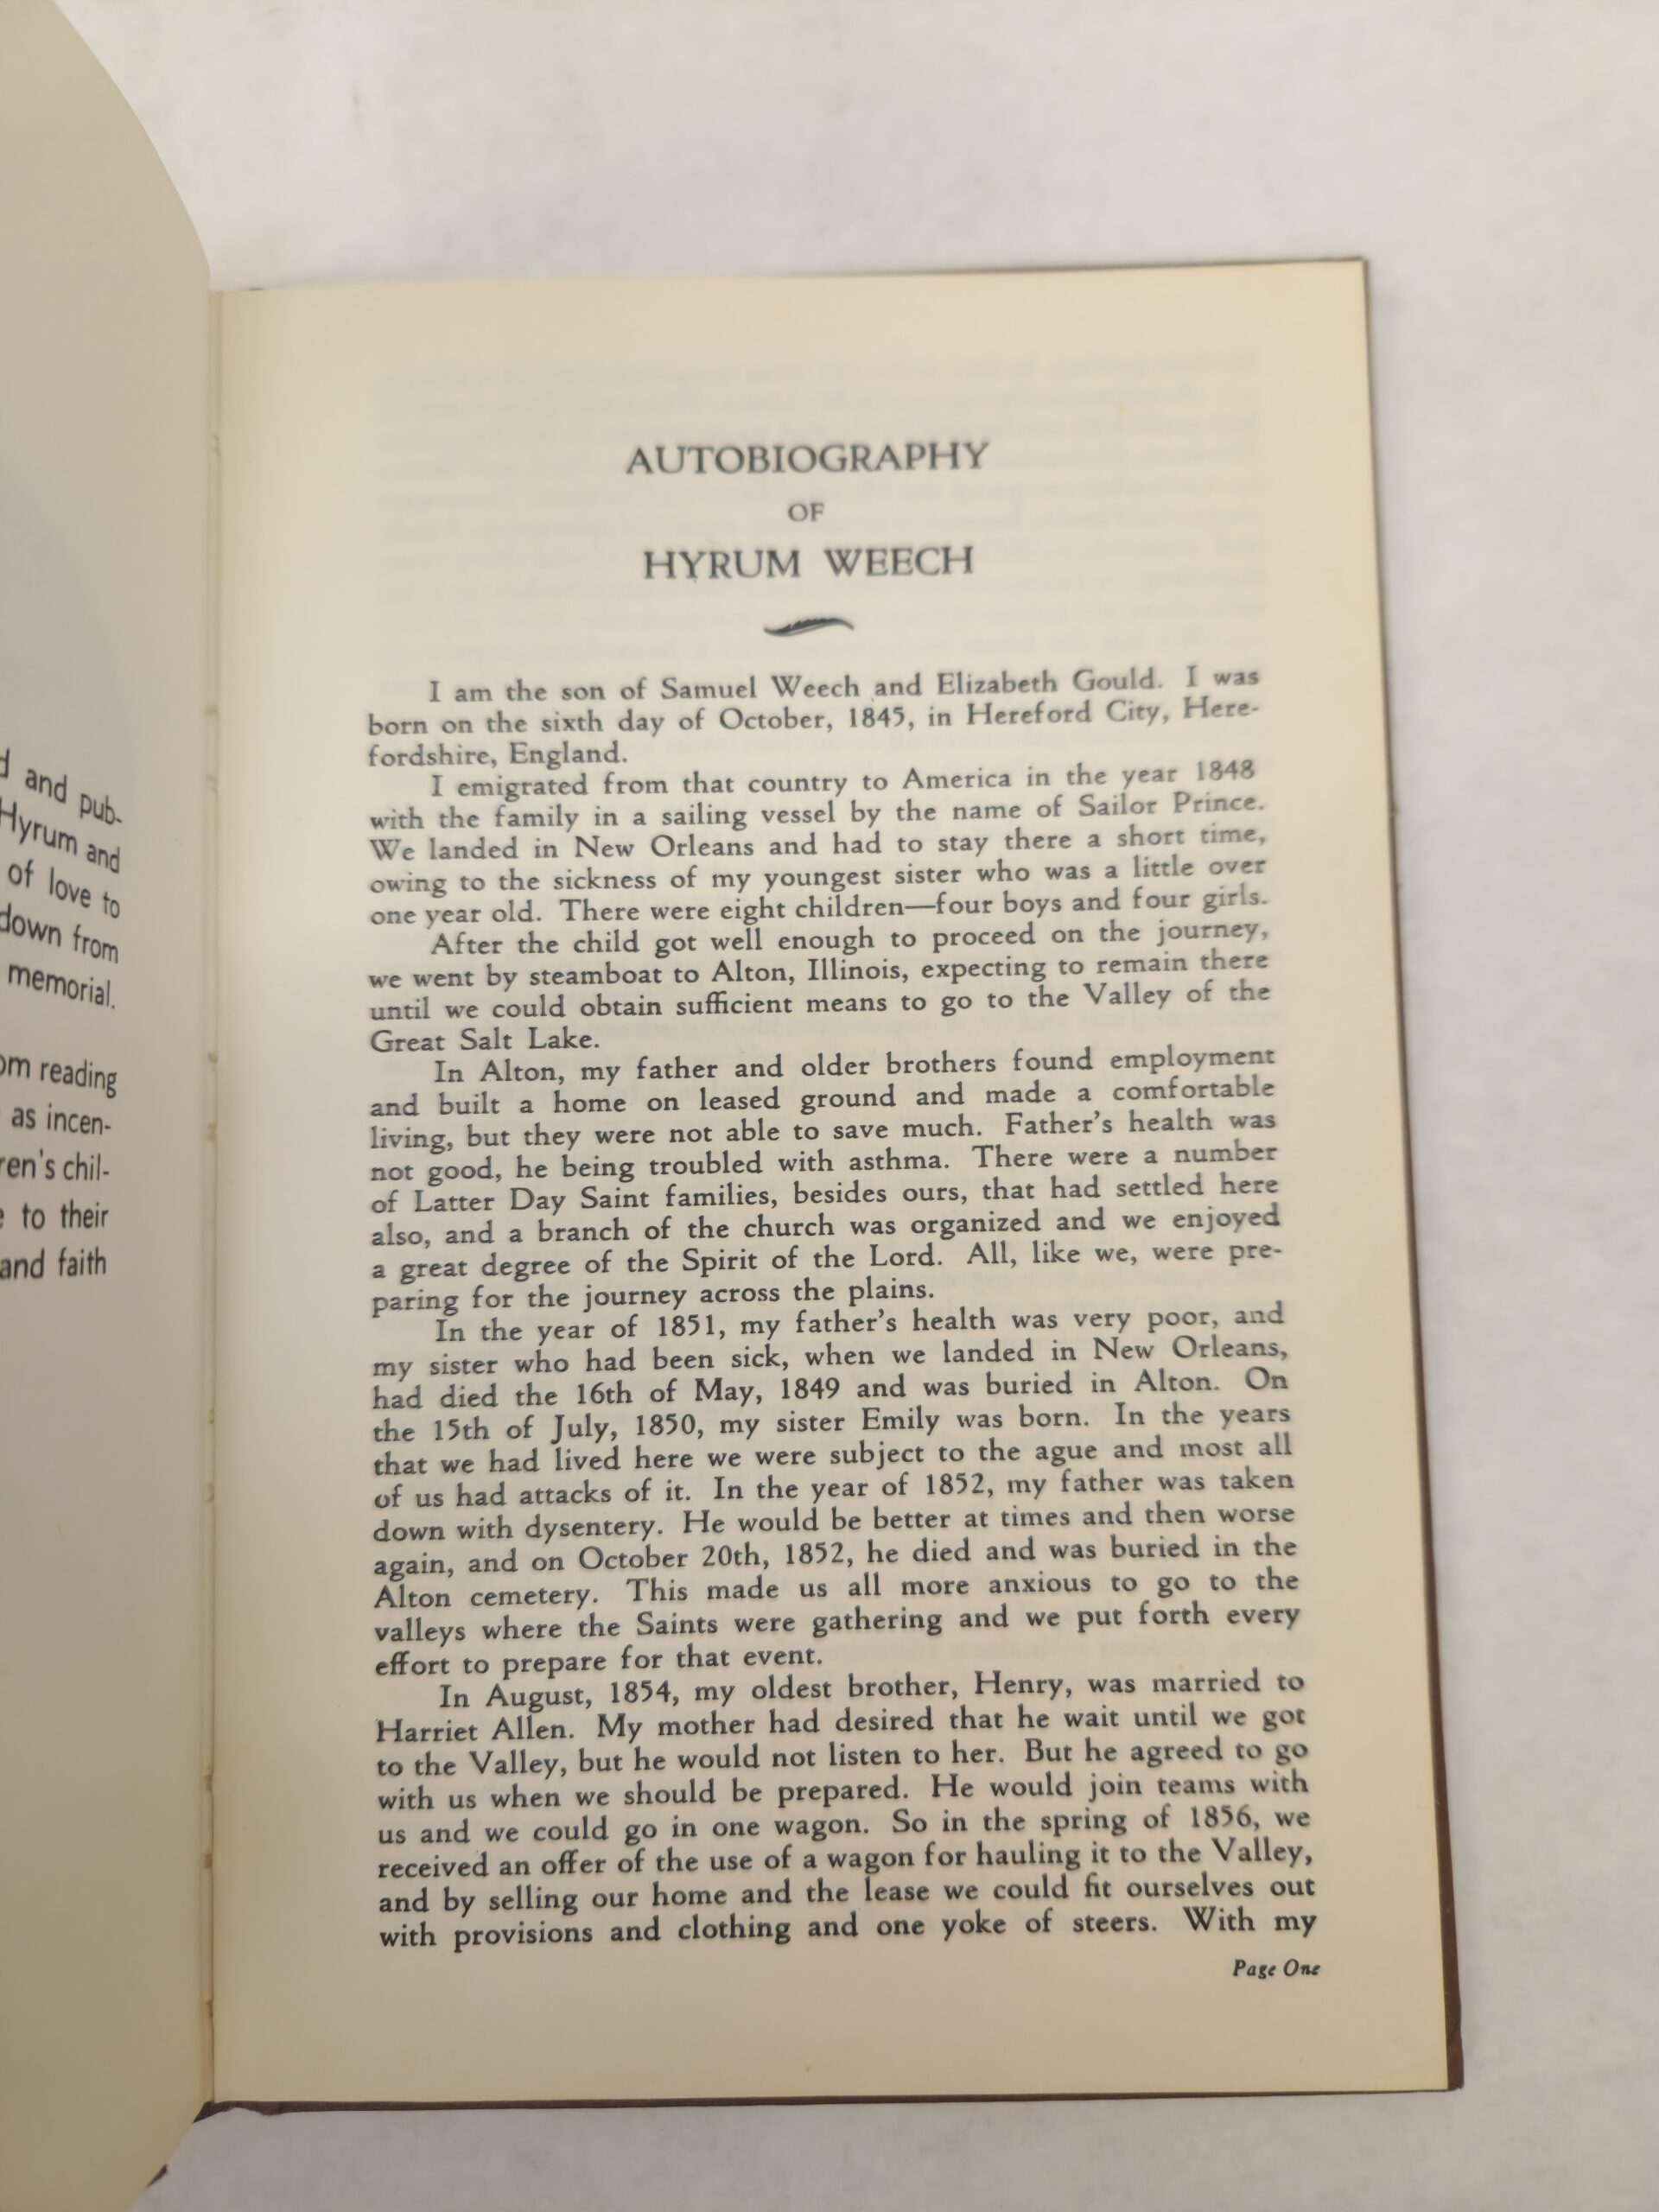 d and pub-
Hyrum and
of love to
down from
memorial.
om reading
as incen-
ren's chil-
e to their
and faith
AUTOBIOGRAPHY
OF
HYRUM WEECH
I am the son of Samuel Weech and Elizabeth Gould. I was
born on the sixth day of October, 1845, in Hereford City, Here-
fordshire, England.
I emigrated from that country to America in the year 1848
with the family in a sailing vessel by the name of Sailor Prince.
We landed in New Orleans and had to stay there a short time,
owing to the sickness of my youngest sister who was a little over
one year old. There were eight children—four boys and four girls.
After the child got well enough to proceed on the journey,
we went by steamboat to Alton, Illinois, expecting to remain there
until we could obtain sufficient means to go to the Valley of the
Great Salt Lake.
In Alton, my father and older brothers found employment
and built a home on leased ground and made a comfortable
living, but they were not able to save much. Father's health was
not good, he being troubled with asthma. There were a number
of Latter Day Saint families, besides ours, that had settled here
also, and a branch of the church was organized and we enjoyed
a great degree of the Spirit of the Lord. All, like we, were pre-
paring for the journey across the plains.
In the year of 1851, my father's health was very poor, and
my sister who had been sick, when we landed in New Orleans,
had died the 16th of May, 1849 and was buried in Alton. On
the 15th of July, 1850, my sister Emily was born. In the years
that we had lived here we were subject to the ague and most all
of us had attacks of it. In the year of 1852, my father was taken
down with dysentery. He would be better at times and then worse
again, and on October 20th, 1852, he died and was buried in the
Alton cemetery. This made us all more anxious to go to the
valleys where the Saints were gathering and we put forth every
effort to prepare for that event.
In August, 1854, my oldest brother, Henry, was married to
Harriet Allen. My mother had desired that he wait until we got
to the Valley, but he would not listen to her. But he agreed to go
with us when we should be prepared. He would join teams with
us and we could go in one wagon. So in the spring of 1856, we
received an offer of the use of a wagon for hauling it to the Valley,
and by selling our home and the lease we could fit ourselves out
with provisions and clothing and one yoke of steers. With my
Page One